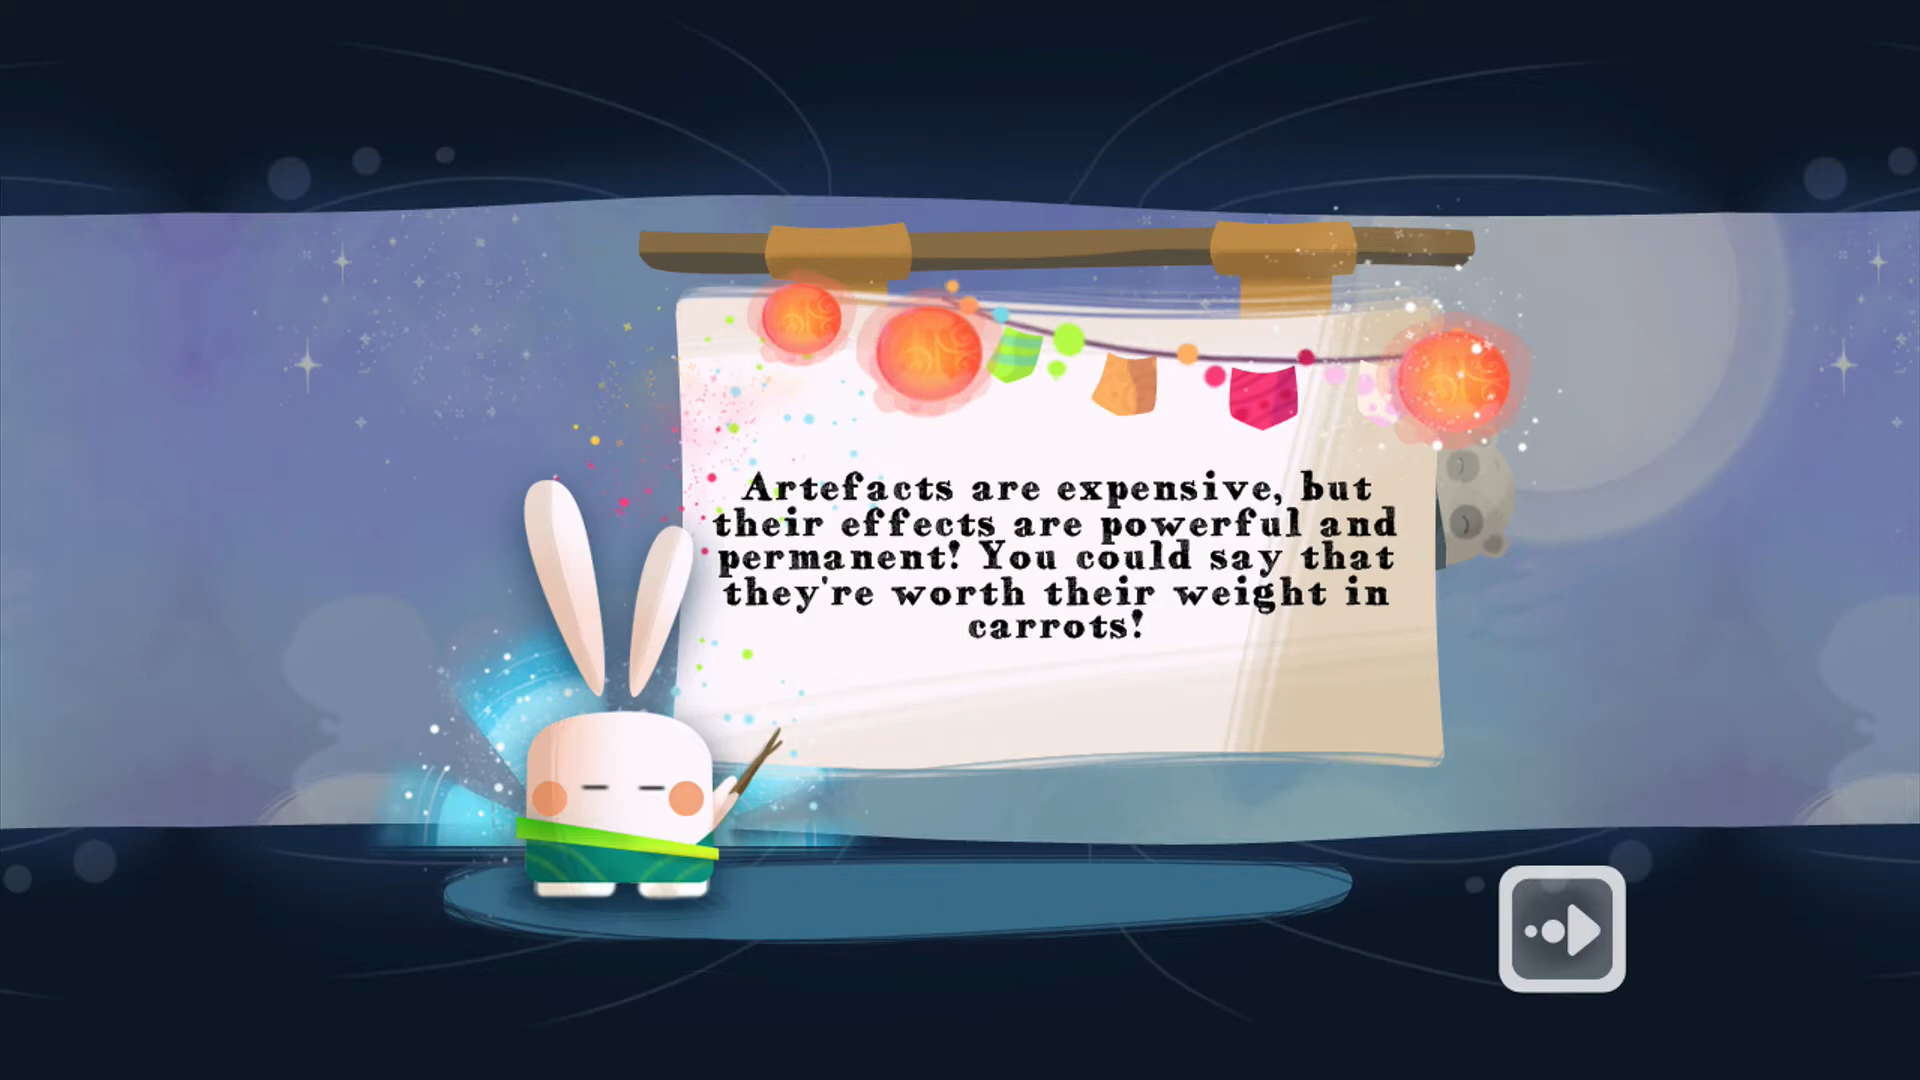 Artefacts are expensive, but
their effects are powerful and
permanent! You could say that
they're worth their weight in
carrots!